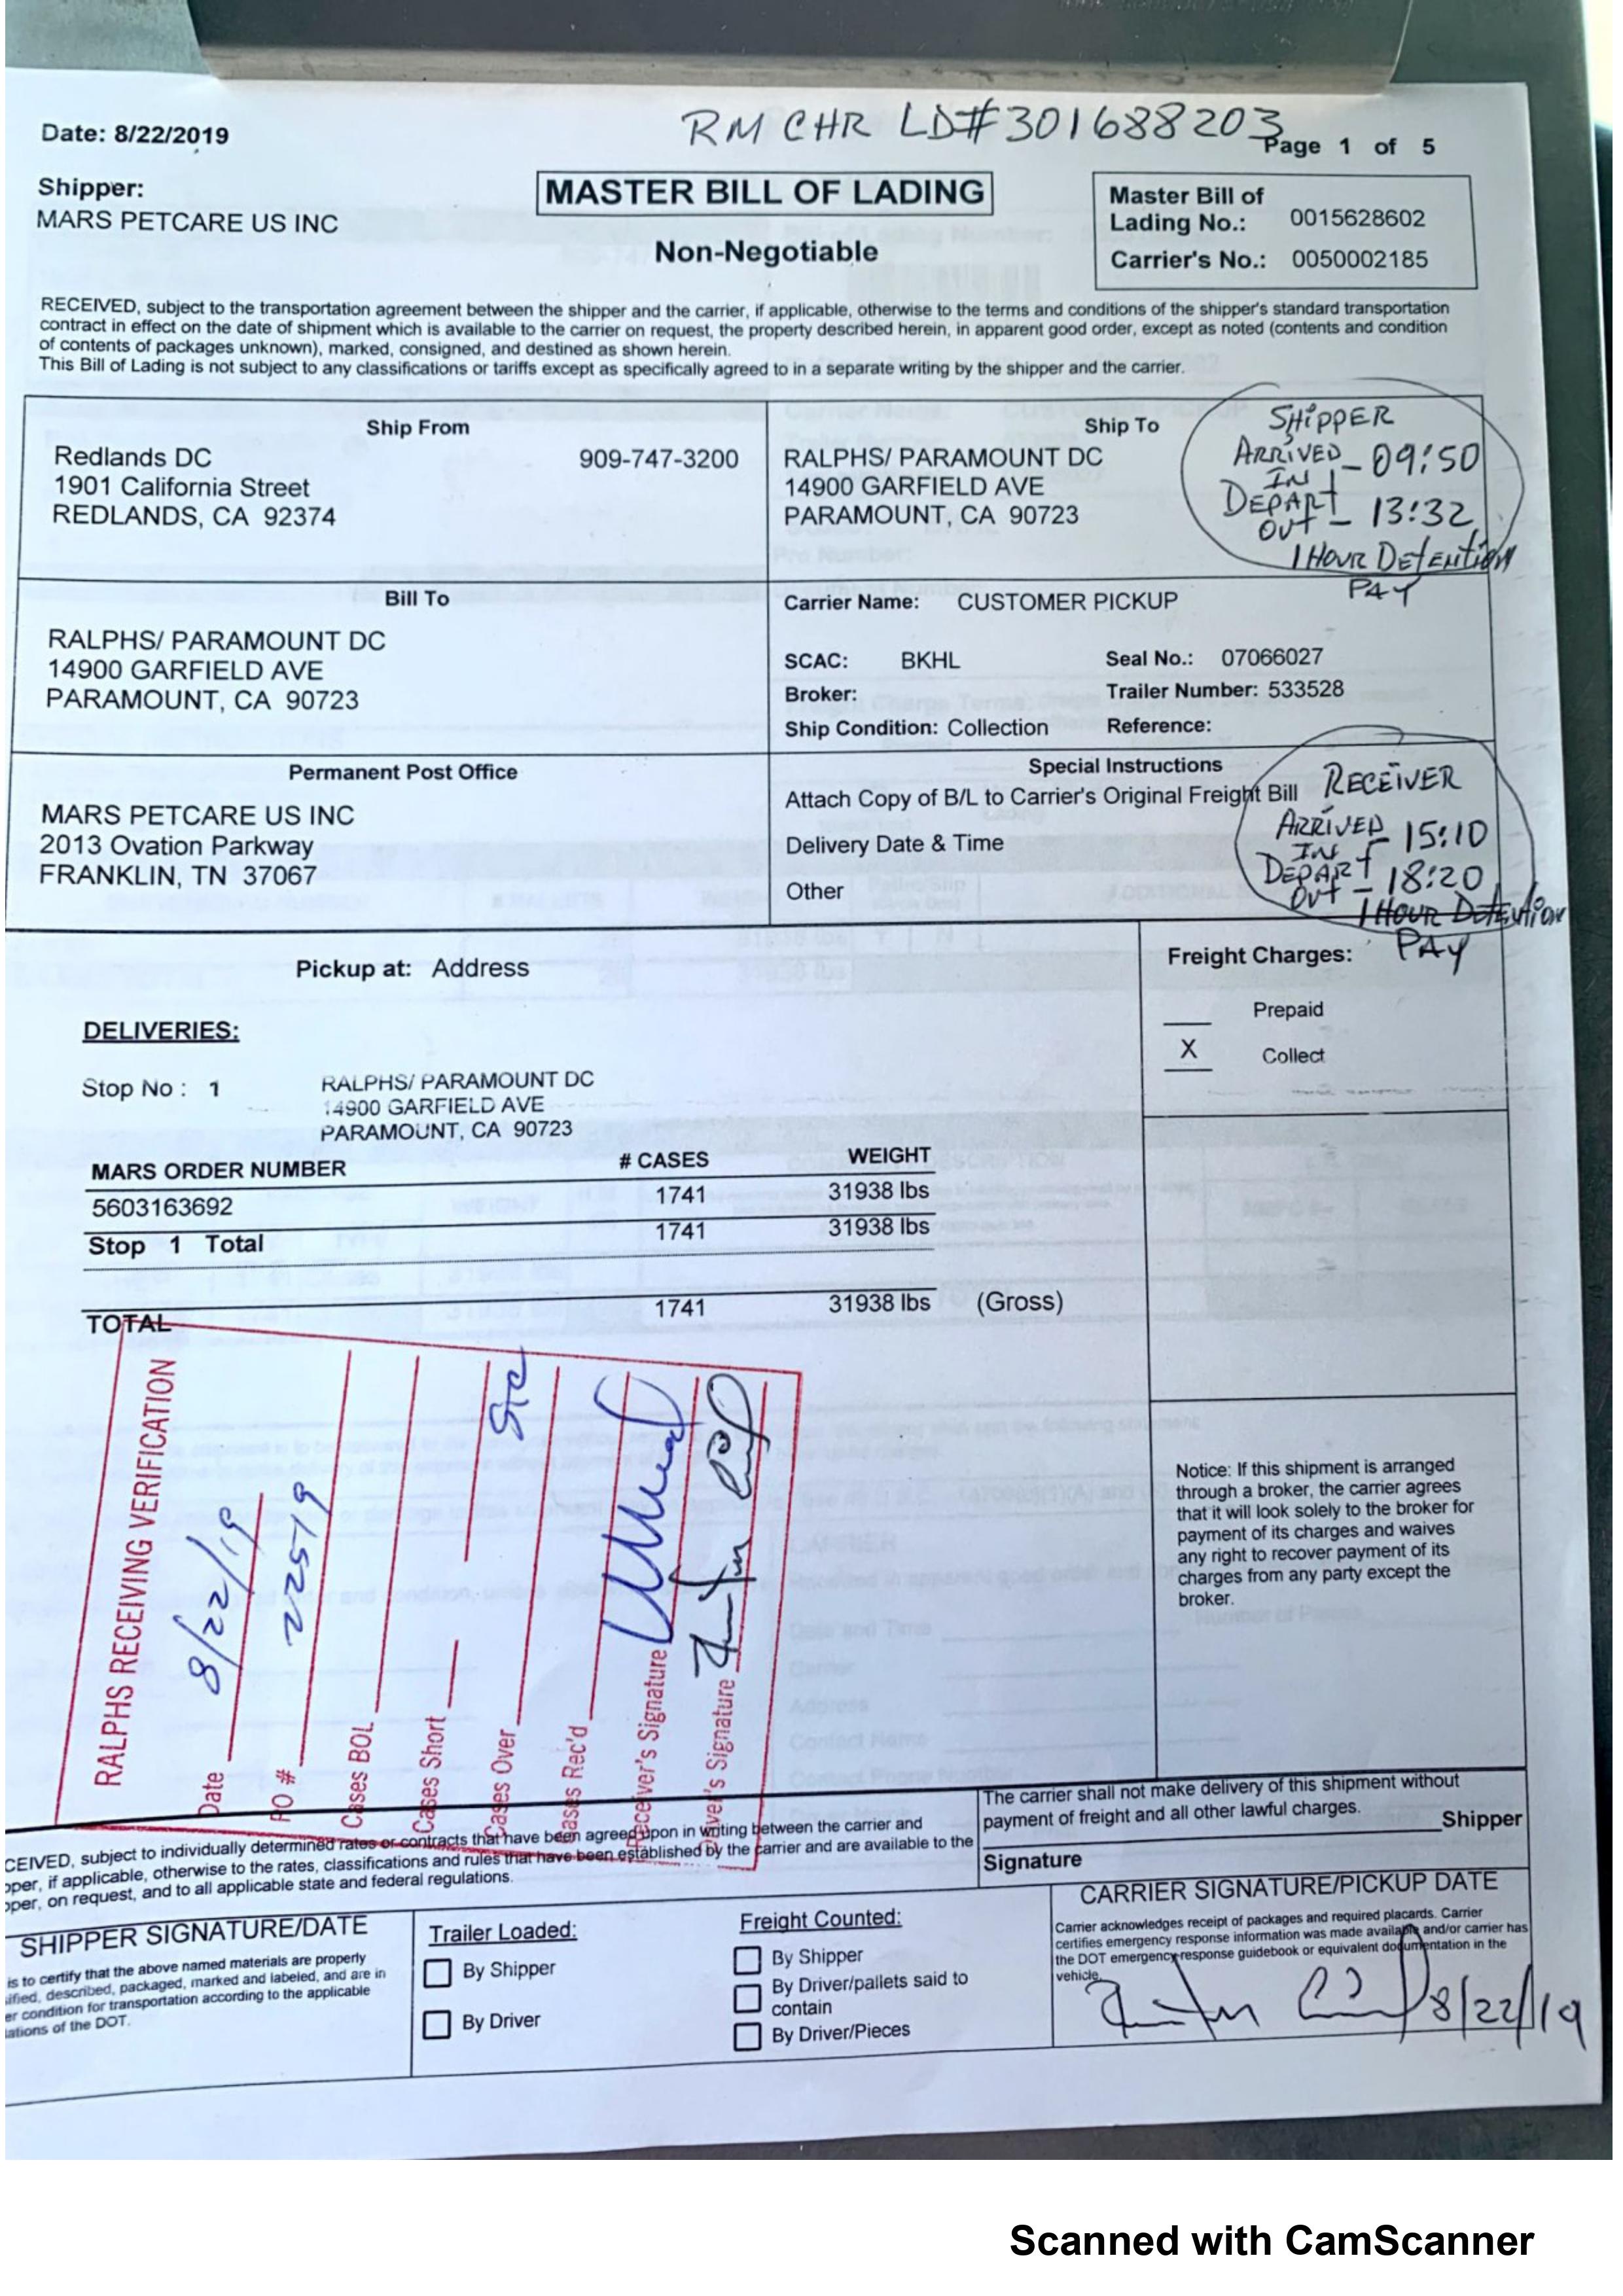 RM CHR LD#301688203
Date: 8/22/2019
Page 1 of 5
Shipper:
MARS PETCARE US INC
MASTER BILL OF LADING
Non-Negotiable
Master Bill of
Lading No.: 0015628602
Carrier's No.: 0050002185
RECEIVED, subject to the transportation agreement between the shipper and the carrier, if applicable, otherwise to the terms and conditions of the shipper's standard transportation
contract in effect on the date of shipment which is available to the carrier on request, the property described herein, in apparent good order, except as noted (contents and condition
of contents of packages unknown), marked, consigned, and destined as shown herein.
This Bill of Lading is not subject to any classifications or tariffs except as specifically agreed to in a separate writing by the shipper and the carrier.
Ship From
Redlands DC 909-747-3200
1901 California Street
REDLANDS, CA 92374
Ship To
RALPHS/ PARAMOUNT DC
14900 GARFIELD AVE
PARAMOUNT, CA 90723
SHIPPER
ARRIVED
IN - 09:50
DEPART
OUT - 13:32
1 HOUR DETENTION
PAY
Bill To
RALPHS/ PARAMOUNT DC
14900 GARFIELD AVE
PARAMOUNT, CA 90723
Carrier Name: CUSTOMER PICKUP
SCAC: BKHL Seal No.: 07066027
Broker: Trailer Number: 533528
Ship Condition: Collection Reference:
Permanent Post Office
MARS PETCARE US INC
2013 Ovation Parkway
FRANKLIN, TN 37067
Special Instructions
Attach Copy of B/L to Carrier's Original Freight Bill
Delivery Date & Time
Other
RECEIVER
ARRIVED
IN - 15:10
DEPART
OUT - 18:20
1 HOUR DETENTION
PAY
Pickup at: Address
Freight Charges:
Prepaid
X Collect
DELIVERIES:
Stop No : 1 RALPHS/ PARAMOUNT DC
14900 GARFIELD AVE
PARAMOUNT, CA 90723
MARS ORDER NUMBER # CASES WEIGHT
5603163692 1741 31938 lbs
Stop 1 Total 1741 31938 lbs
TOTAL 1741 31938 lbs (Gross)
RALPHS RECEIVING VERIFICATION
Date 8/22/19
PO #
Cases BOL
Cases Short
Cases Over
Cases Rec'd
Receiver's Signature
Driver's Signature
Notice: If this shipment is arranged
through a broker, the carrier agrees
that it will look solely to the broker for
payment of its charges and waives
any right to recover payment of its
charges from any party except the
broker.
CEIVED, subject to individually determined rates or contracts that have been agreed upon in writing between the carrier and
pper, if applicable, otherwise to the rates, classifications and rules that have been established by the carrier and are available to the
pper, on request, and to all applicable state and federal regulations.
The carrier shall not make delivery of this shipment without
payment of freight and all other lawful charges.
Shipper
Signature
SHIPPER SIGNATURE/DATE
is to certify that the above named materials are properly
ified, described, packaged, marked and labeled, and are in
er condition for transportation according to the applicable
ations of the DOT.
Trailer Loaded:
By Shipper
By Driver
Freight Counted:
By Shipper
By Driver/pallets said to
contain
By Driver/Pieces
CARRIER SIGNATURE/PICKUP DATE
Carrier acknowledges receipt of packages and required placards. Carrier
certifies emergency response information was made available and/or carrier has
the DOT emergency response guidebook or equivalent documentation in the
vehicle.
8/22/19
Scanned with CamScanner